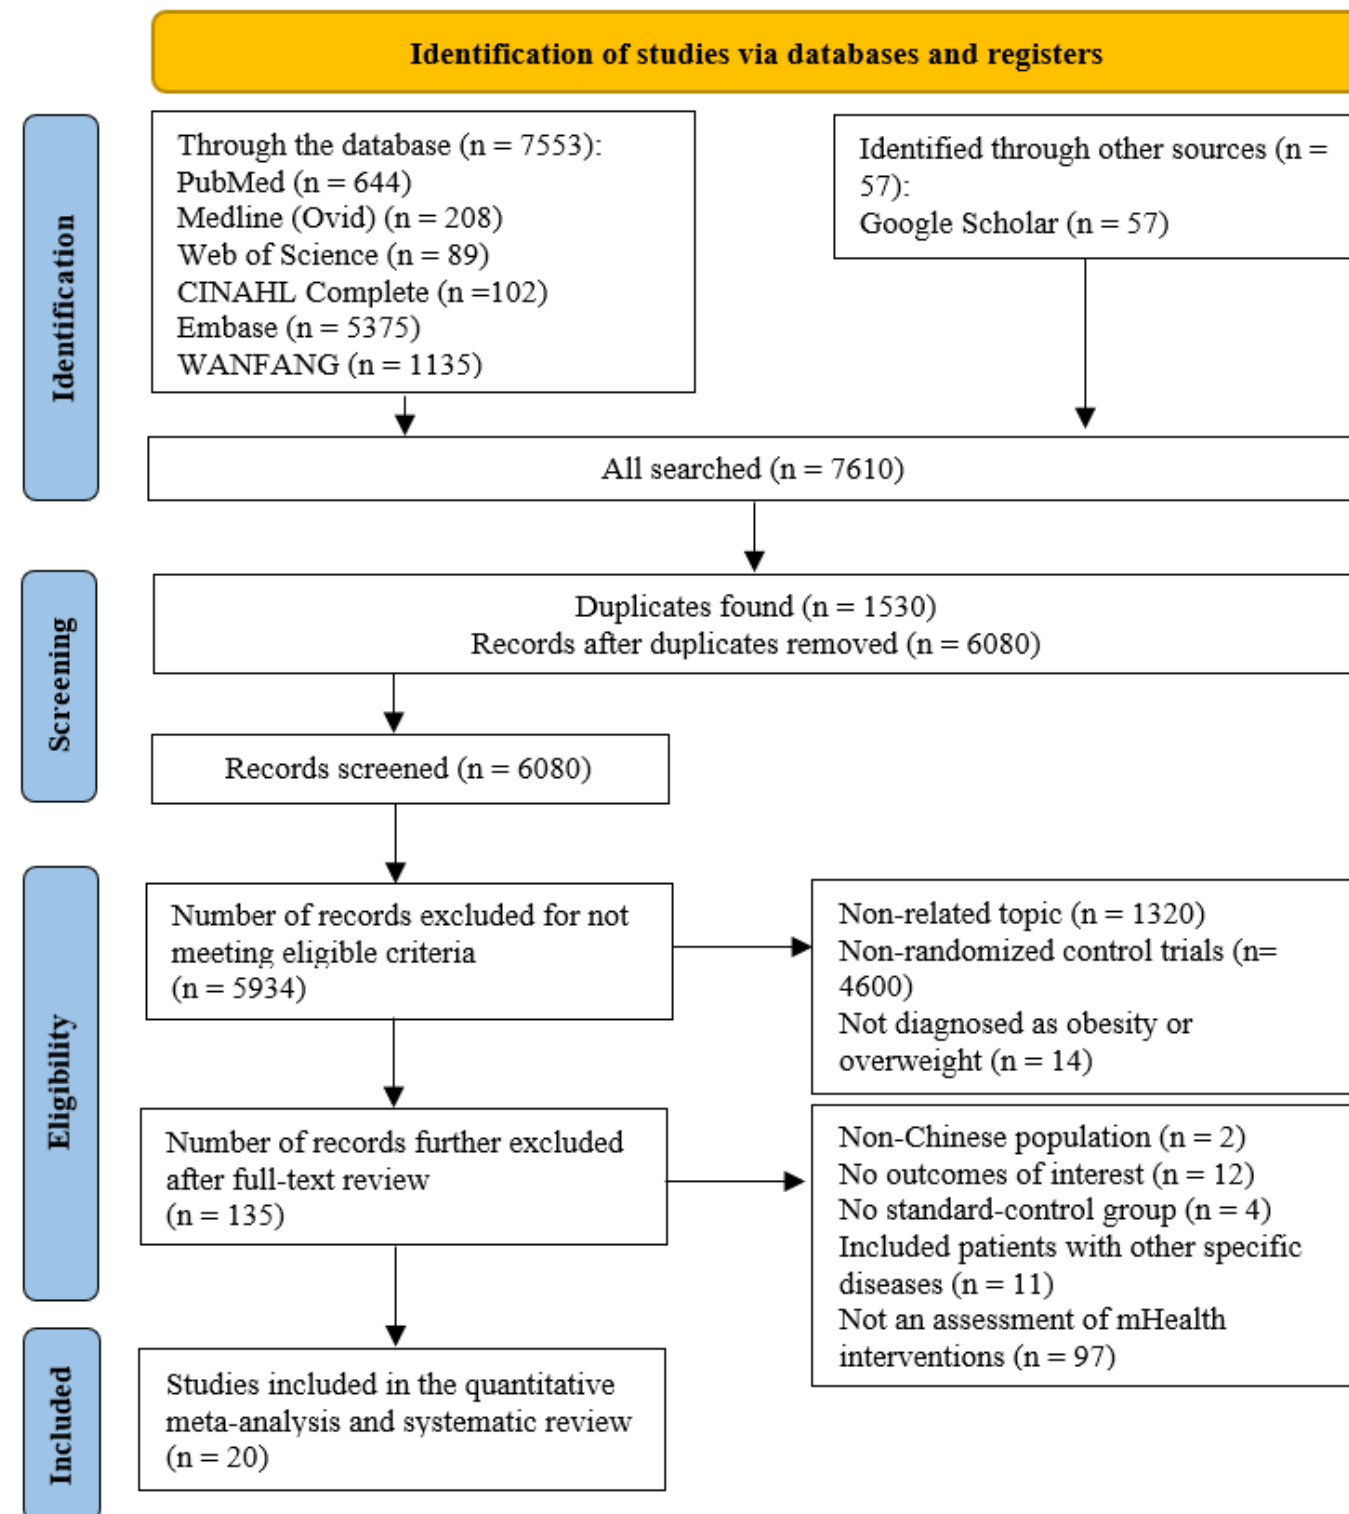 Identification of studies via databases and registers
Identification
Through the database (n = 7553):
PubMed (n = 644)
Medline (Ovid) (n = 208)
Web of Science (n = 89)
CINAHL Complete (n =102)
Embase (n = 5375)
WANFANG (n = 1135)
Identified through other sources (n =
57):
Google Scholar (n = 57)
All searched (n = 7610)
Screening
Duplicates found (n = 1530)
Records after duplicates removed (n = 6080)
Records screened (n = 6080)
Eligibility
Number of records excluded for not
meeting eligible criteria
(n = 5934)
Non-related topic (n = 1320)
Non-randomized control trials (n=
4600)
Not diagnosed as obesity or
overweight (n = 14)
Number of records further excluded
after full-text review
(n = 135)
Non-Chinese population (n = 2)
No outcomes of interest (n = 12)
No standard-control group (n = 4)
Included patients with other specific
diseases (n = 11)
Not an assessment of mHealth
interventions (n = 97)
Included
Studies included in the quantitative
meta-analysis and systematic review
(n = 20)